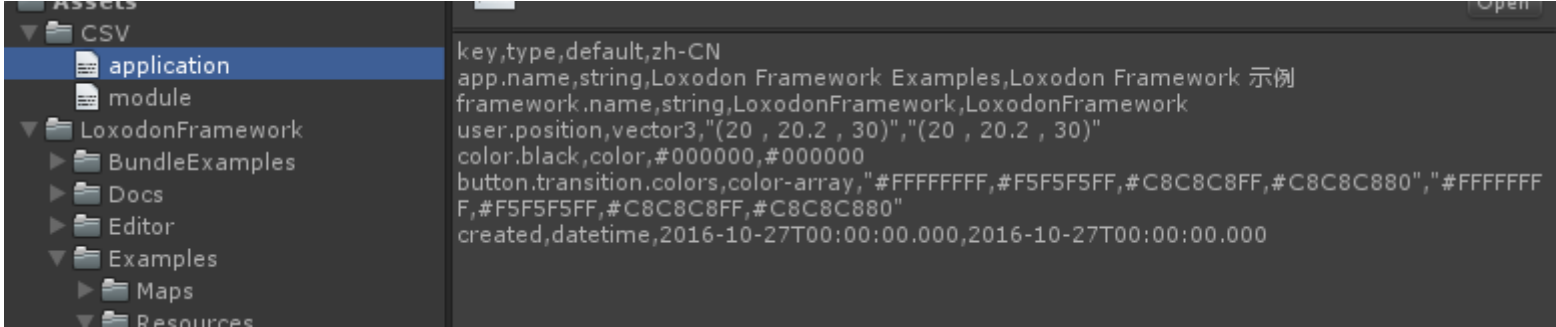 Assets
CSV
application
module
LoxodonFramework
BundleExamples
Docs
Editor
Examples
Maps
Resources
Open
key,type,default,zh-CN
app.name,string,Loxodon Framework Examples,Loxodon Framework 示例
framework.name,string,LoxodonFramework,LoxodonFramework
user.position,vector3,"(20 , 20.2 , 30)","(20 , 20.2 , 30)"
color.black,color,#000000,#000000
button.transition.colors,color-array,"#FFFFFFFF,#F5F5F5FF,#C8C8C8FF,#C8C8C880","#FFFFFFF
F,#F5F5F5FF,#C8C8C8FF,#C8C8C880"
created,datetime,2016-10-27T00:00:00.000,2016-10-27T00:00:00.000